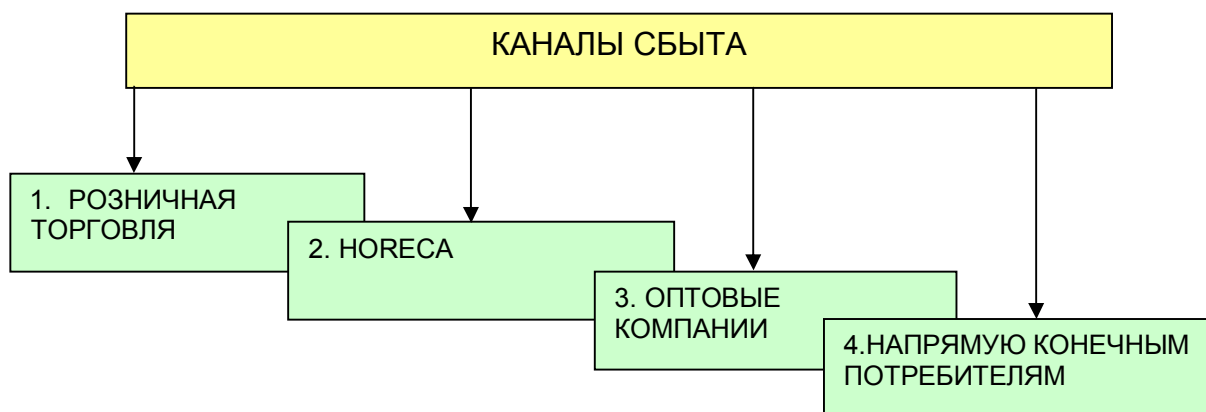 КАНАЛЫ СБЫТА
1. РОЗНИЧНАЯ
ТОРГОВЛЯ
2. HORECA
3. ОПТОВЫЕ
КОМПАНИИ
4.НАПРЯМУЮ КОНЕЧНЫМ
ПОТРЕБИТЕЛЯМ